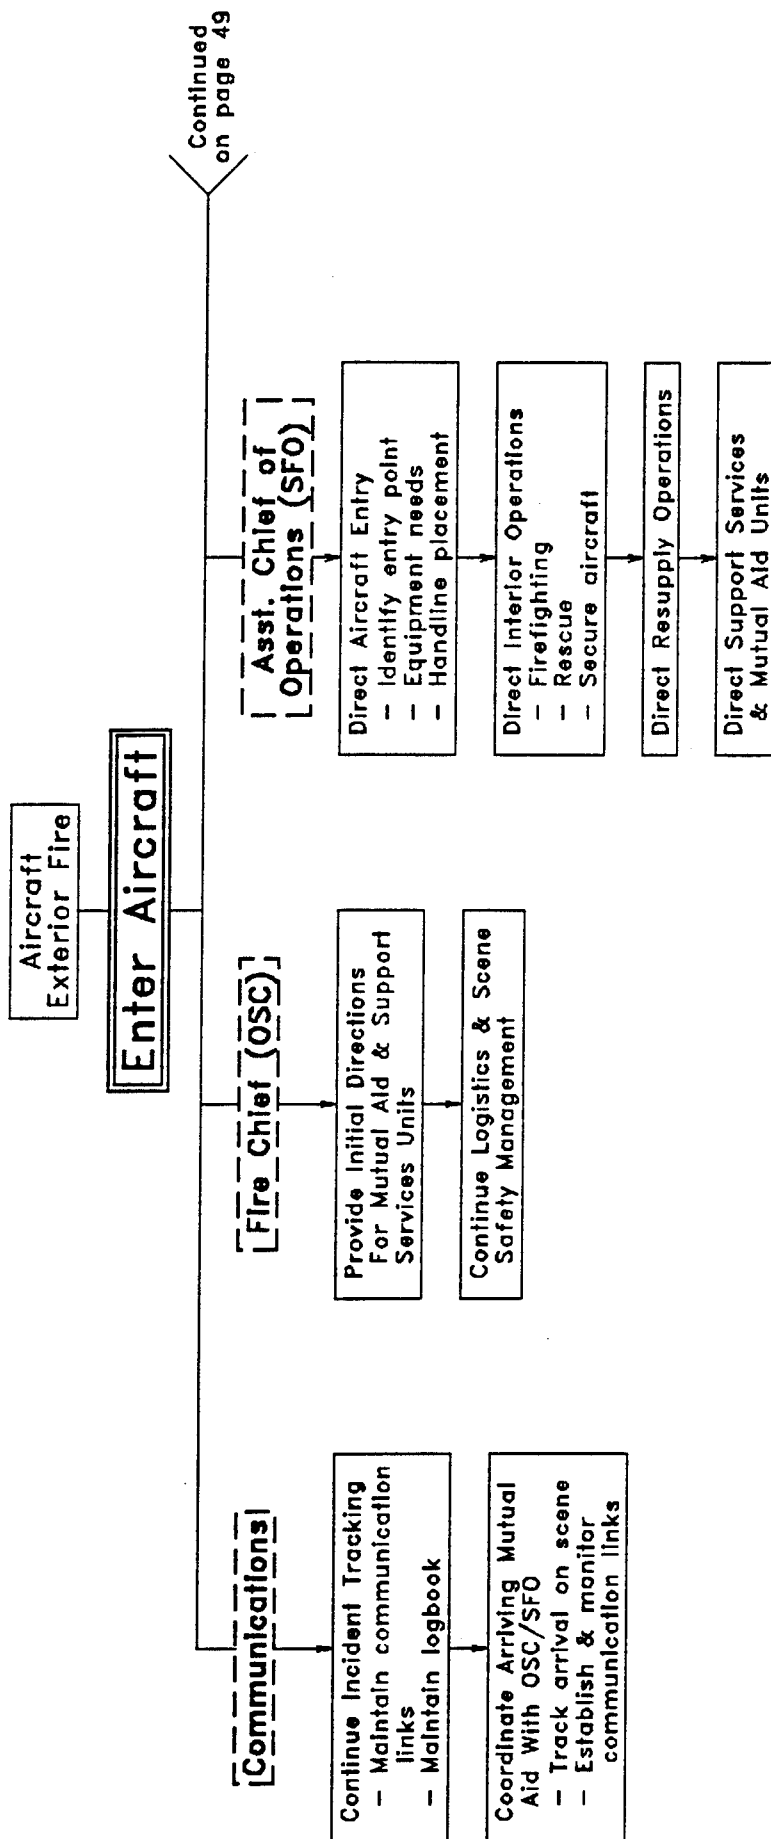 Aircraft
Exterior Fire
Enter Aircraft
Continued
on page 49
Communications
Continue Incident Tracking
- Maintain communication
links
- Maintain logbook
Coordinate Arriving Mutual
Aid With OSC/SFO
- Track arrival on scene
- Establish & monitor
communication links
Fire Chief (OSC)
Provide Initial Directions
For Mutual Aid & Support
Services Units
Continue Logistics & Scene
Safety Management
Asst. Chief of
Operations (SFO)
Direct Aircraft Entry
- Identify entry point
- Equipment needs
- Handline placement
Direct Interior Operations
- Firefighting
- Rescue
- Secure aircraft
Direct Resupply Operations
Direct Support Services
& Mutual Aid Units